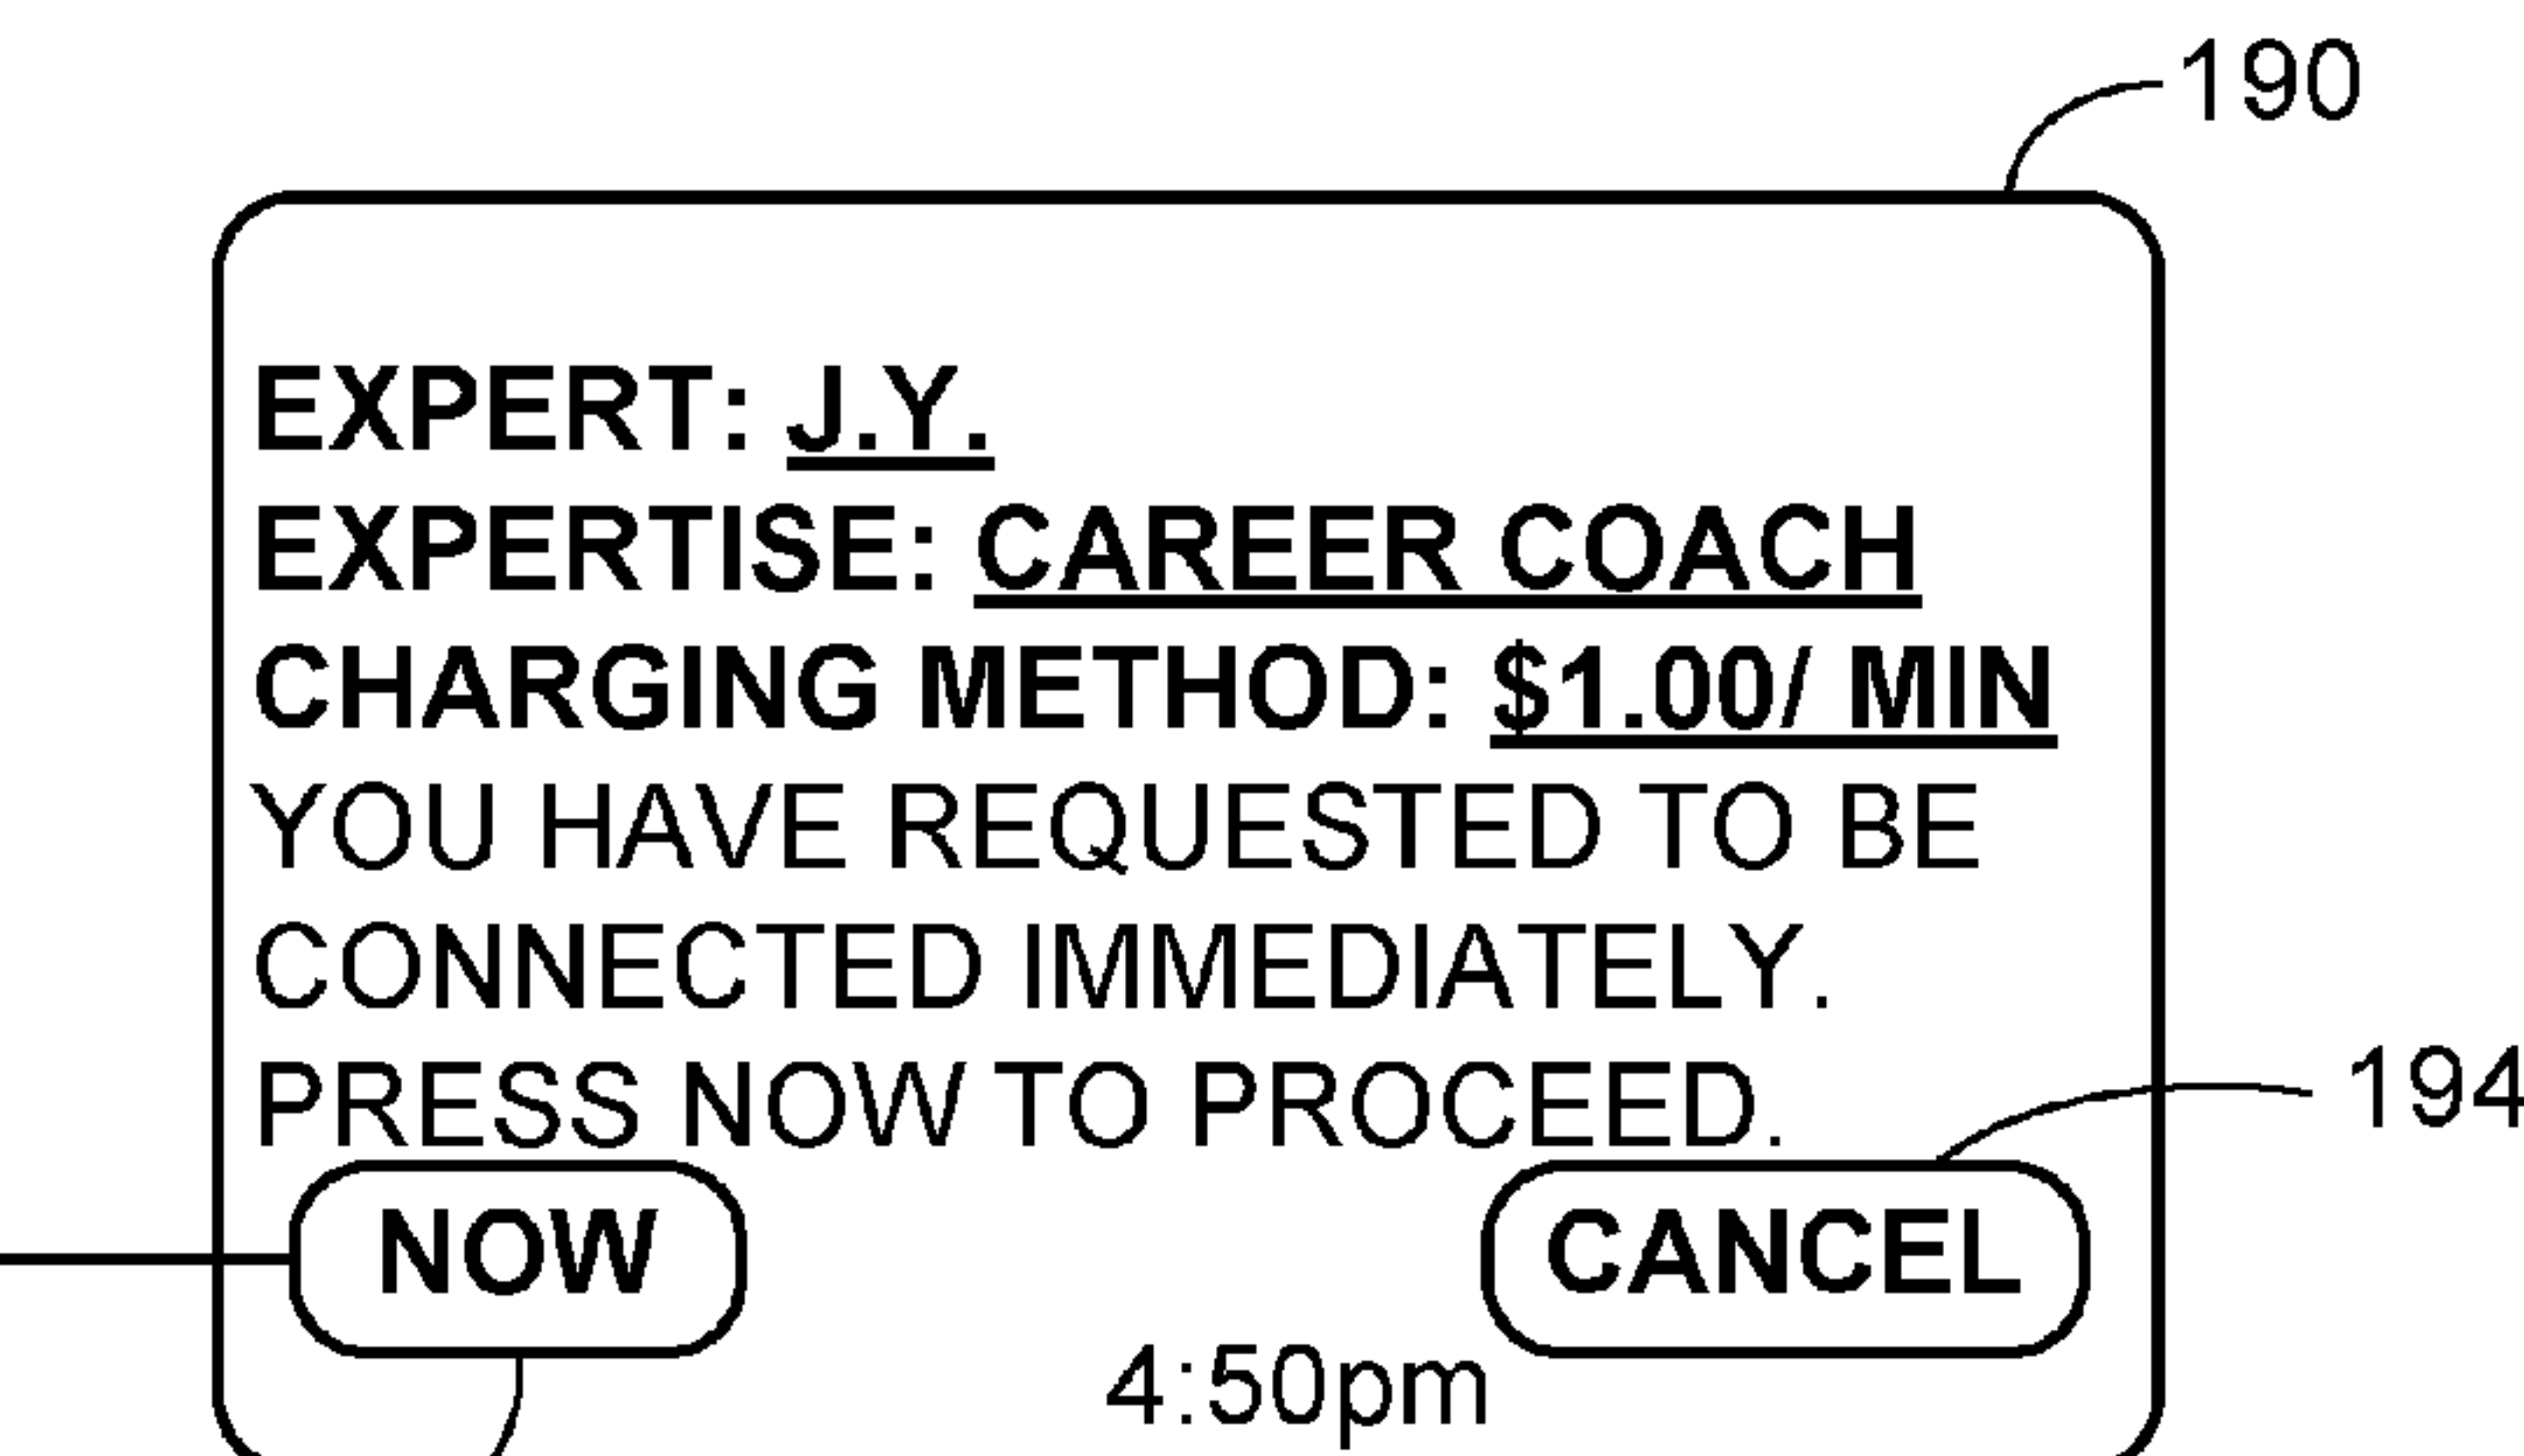 190
EXPERT: J.Y.
EXPERTISE: CAREER COACH
CHARGING METHOD: $1.00/ MIN
YOU HAVE REQUESTED TO BE
CONNECTED IMMEDIATELY.
PRESS NOW TO PROCEED.
194
NOW CANCEL
4:50pm